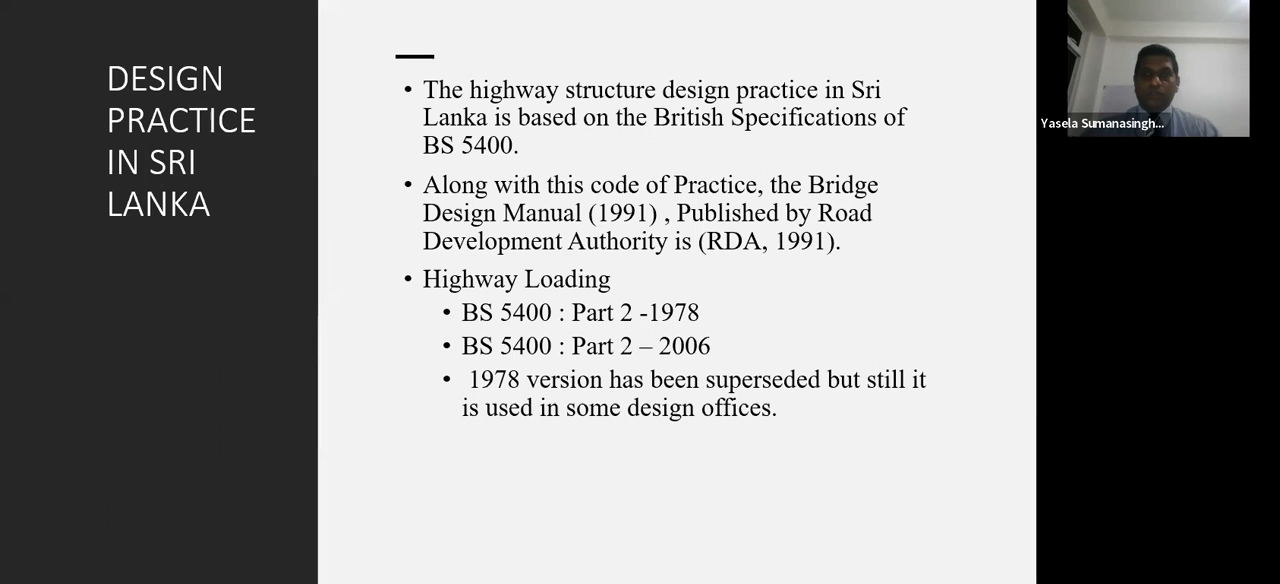 DESIGN
PRACTICE
IN SRI
LANKA
• The highway structure design practice in Sri
Lanka is based on the British Specifications of
BS 5400.
• Along with this code of Practice, the Bridge
Design Manual (1991) , Published by Road
Development Authority is (RDA, 1991).
• Highway Loading
• BS 5400 : Part 2 -1978
• BS 5400 : Part 2 – 2006
• 1978 version has been superseded but still it
is used in some design offices.
Yasela Sumanasingh...